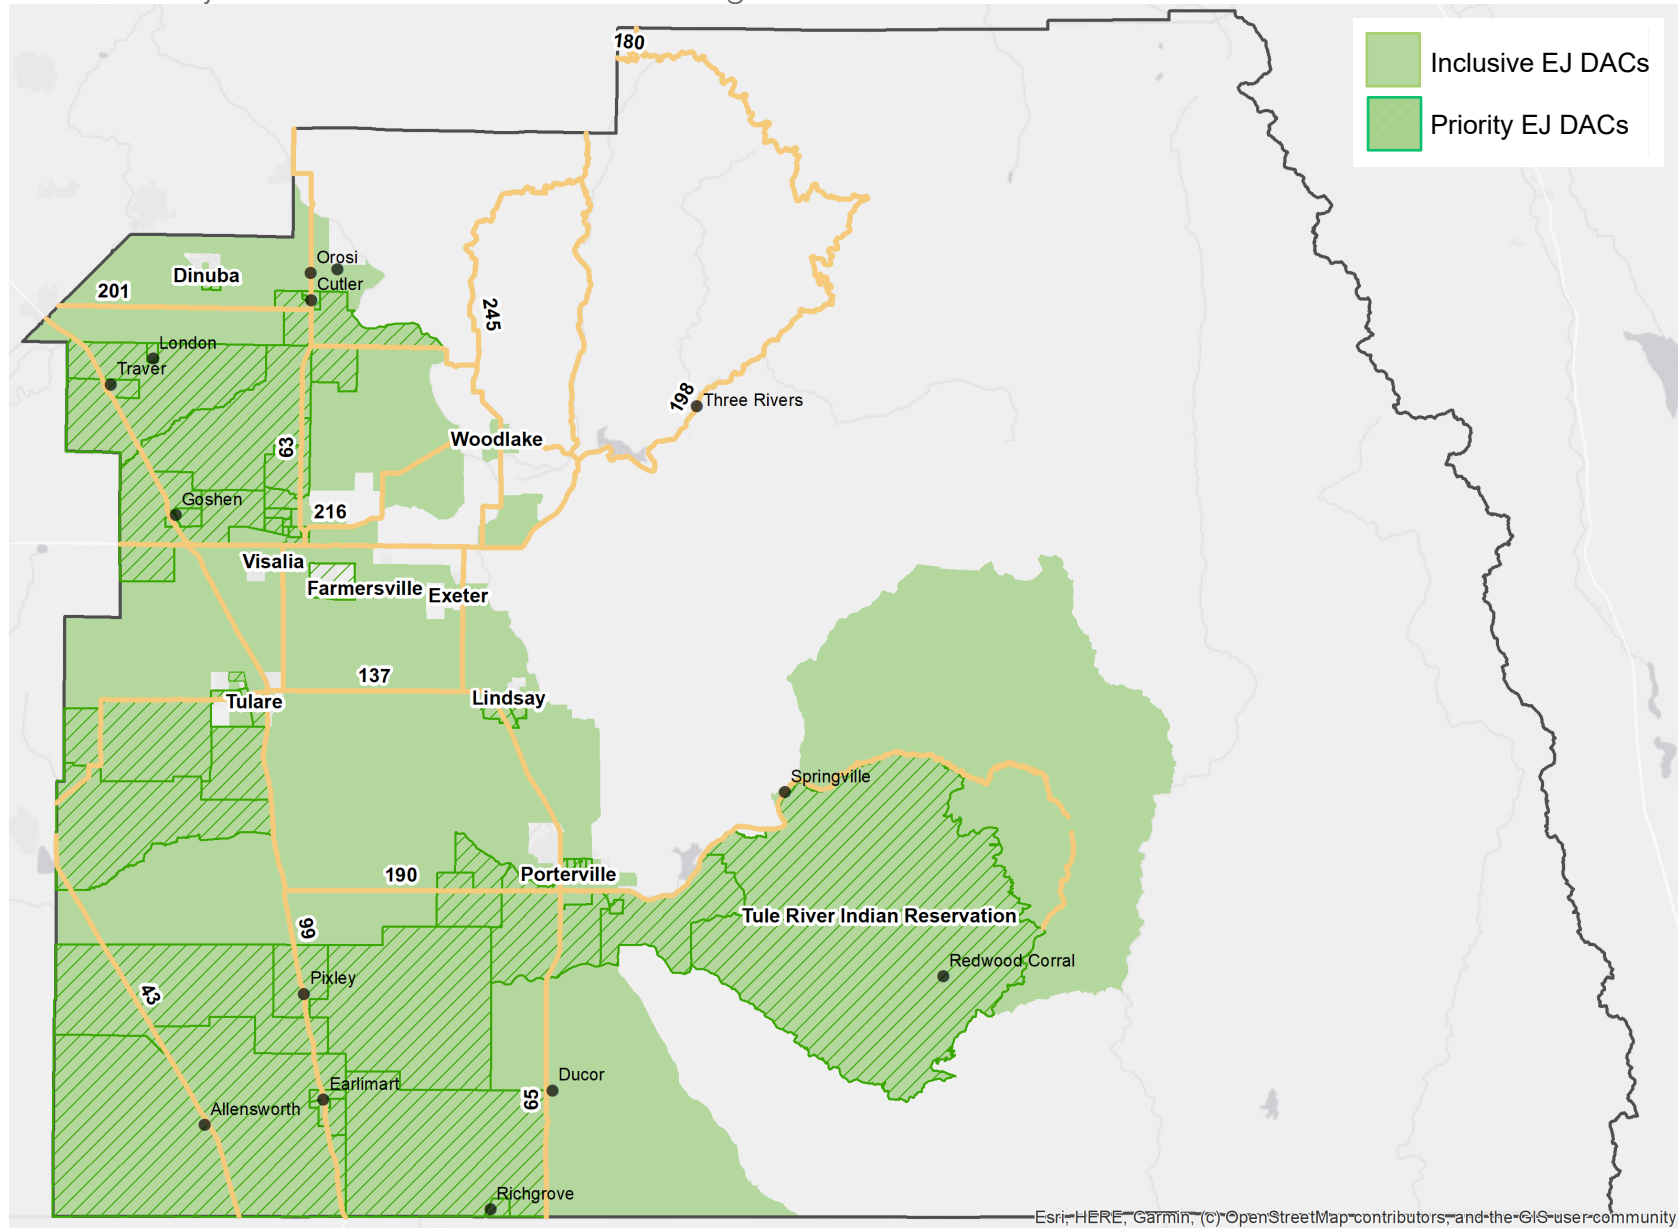 180
Inclusive EJ DACs
Priority EJ DACs
Orosi
Dinuba
Cutler
201
245
London
Traver
198
Three Rivers
Woodlake
63
Goshen
216
Visalia
Farmersville
Exeter
137
Lindsay
Tulare
Springville
190
Porterville
Tule River Indian Reservation
99
Redwood Corral
Pixley
43
Ducor
Earlimart
65
Allensworth
Richgrove
Esri, HERE, Garmin, (c) OpenStreetMap contributors, and the GIS user community